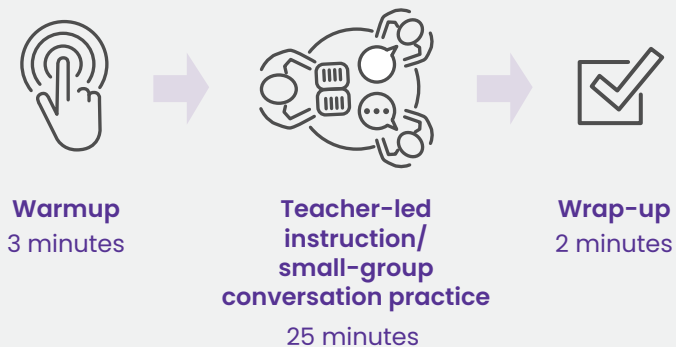 Warmup
3 minutes
Teacher-led
instruction/
small-group
conversation practice
25 minutes
Wrap-up
2 minutes